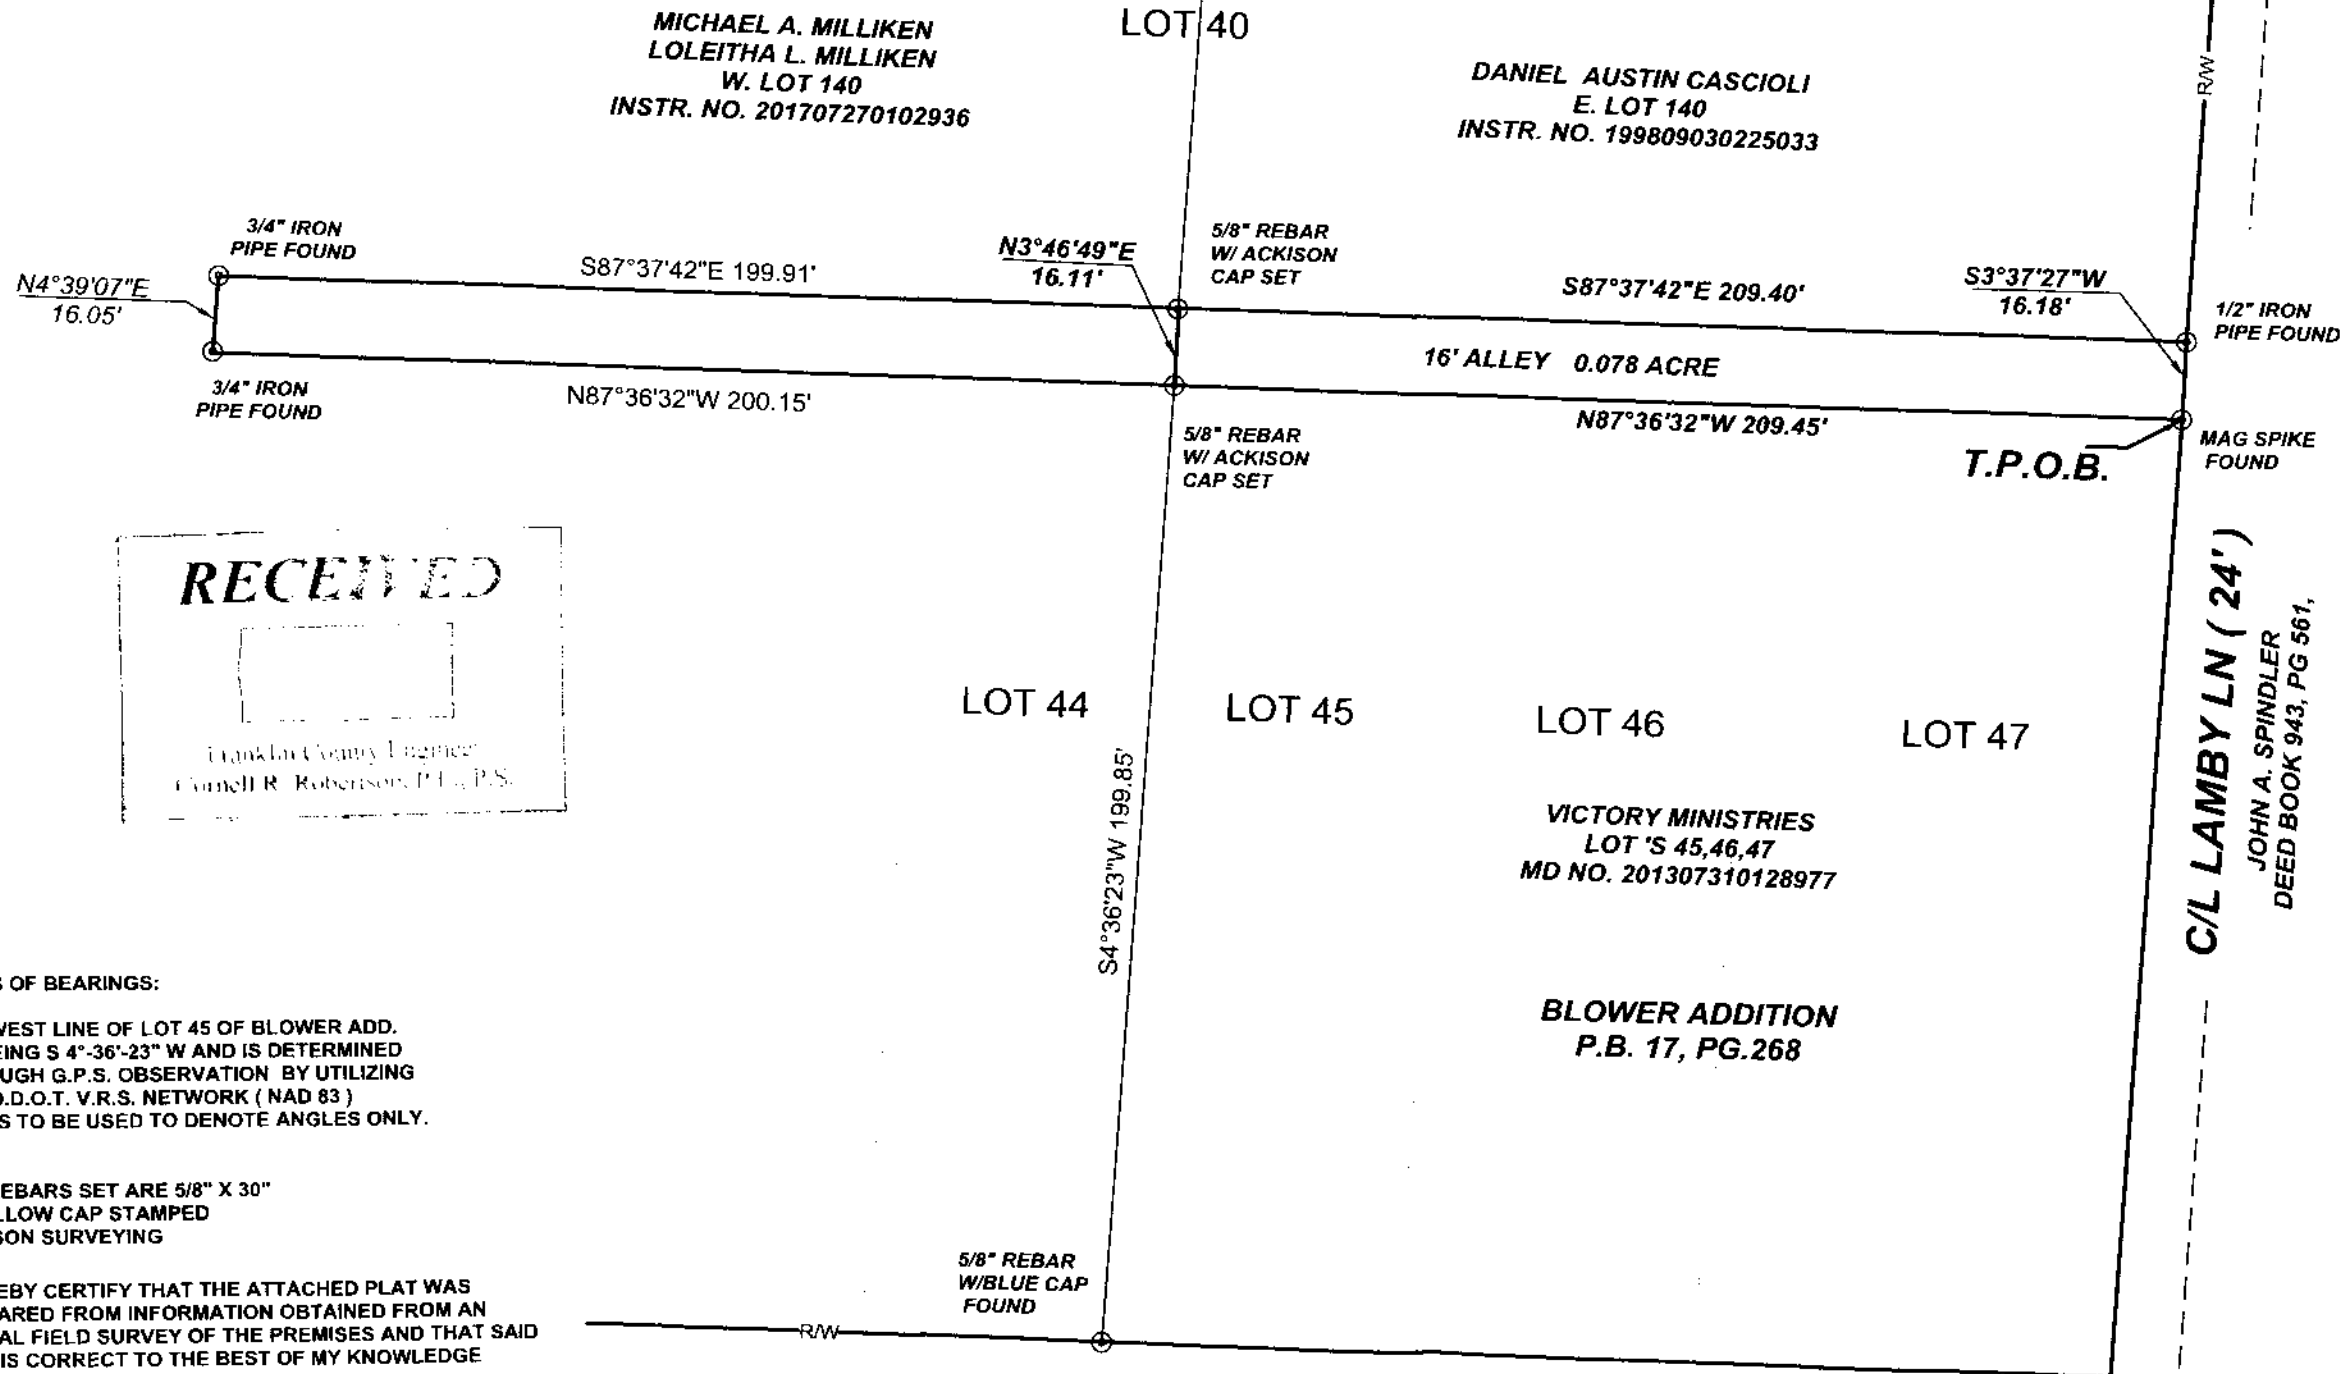 MICHAEL A. MILLIKEN
LOLEITHA L. MILLIKEN
W. LOT 140
INSTR. NO. 201707270102936
LOT 40
DANIEL AUSTIN CASCIOLI
E. LOT 140
INSTR. NO. 199809030225033
R/W
3/4" IRON
PIPE FOUND
N4°39'07"E
16.05'
S87°37'42"E 199.91'
N3°46'49"E
16.11'
5/8" REBAR
W/ ACKISON
CAP SET
S87°37'42"E 209.40'
S3°37'27"W
16.18'
1/2" IRON
PIPE FOUND
16' ALLEY 0.078 ACRE
3/4" IRON
PIPE FOUND
N87°36'32"W 200.15'
5/8" REBAR
W/ ACKISON
CAP SET
N87°36'32"W 209.45'
T.P.O.B.
MAG SPIKE
FOUND
RECEIVED
Franklin County Engineer
Cornell R. Robertson, P.E., P.S.
LOT 44
LOT 45
LOT 46
LOT 47
S4°36'23"W 199.85'
VICTORY MINISTRIES
LOT 'S 45,46,47
MD NO. 201307310128977
C/L LAMBY LN ( 24' )
JOHN A. SPINDLER
DEED BOOK 943, PG 561,
BLOWER ADDITION
P.B. 17, PG.268
S OF BEARINGS:
WEST LINE OF LOT 45 OF BLOWER ADD.
EING S 4°-36'-23" W AND IS DETERMINED
UGH G.P.S. OBSERVATION BY UTILIZING
O.D.O.T. V.R.S. NETWORK ( NAD 83 )
S TO BE USED TO DENOTE ANGLES ONLY.
EBARS SET ARE 5/8" X 30"
LLOW CAP STAMPED
SON SURVEYING
EBY CERTIFY THAT THE ATTACHED PLAT WAS
ARED FROM INFORMATION OBTAINED FROM AN
AL FIELD SURVEY OF THE PREMISES AND THAT SAID
IS CORRECT TO THE BEST OF MY KNOWLEDGE
5/8" REBAR
W/BLUE CAP
FOUND
R/W